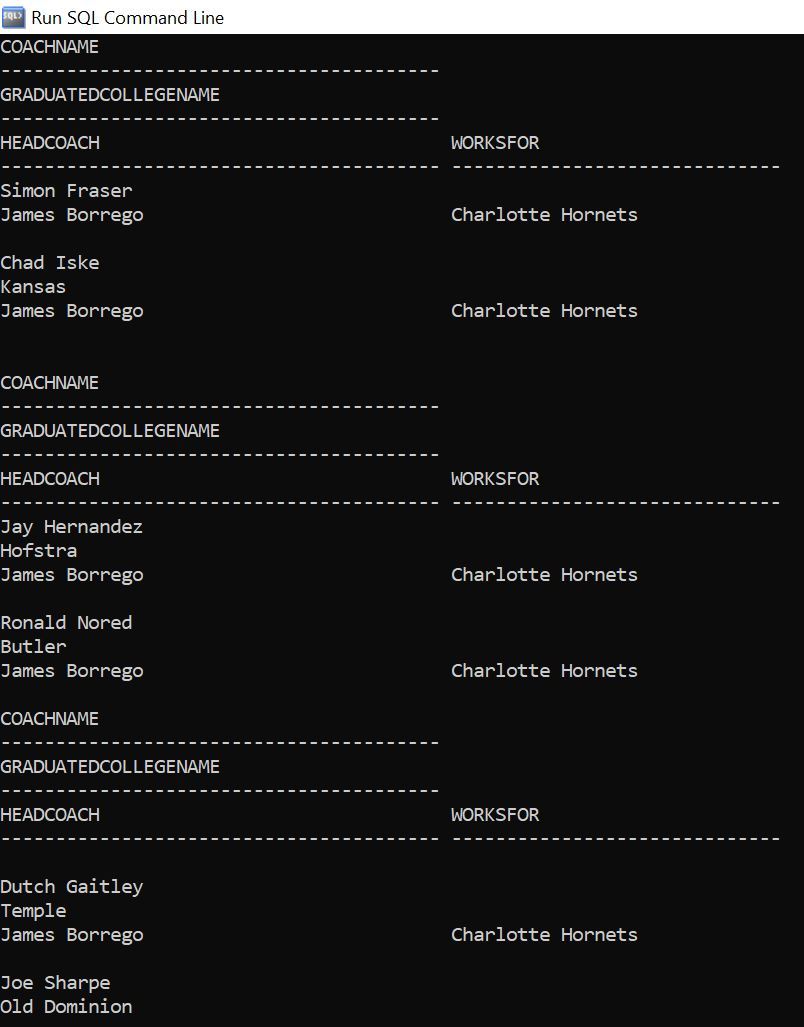 SQL>
Run SQL Command Line
COACHNAME
----------------------------------------
GRADUATEDCOLLEGENAME
----------------------------------------
HEADCOACH WORKSFOR
---------------------------------------- ------------------------------
Simon Fraser
James Borrego Charlotte Hornets
Chad Iske
Kansas
James Borrego Charlotte Hornets
COACHNAME
----------------------------------------
GRADUATEDCOLLEGENAME
----------------------------------------
HEADCOACH WORKSFOR
---------------------------------------- ------------------------------
Jay Hernandez
Hofstra
James Borrego Charlotte Hornets
Ronald Nored
Butler
James Borrego Charlotte Hornets
COACHNAME
----------------------------------------
GRADUATEDCOLLEGENAME
----------------------------------------
HEADCOACH WORKSFOR
---------------------------------------- ------------------------------
Dutch Gaitley
Temple
James Borrego Charlotte Hornets
Joe Sharpe
Old Dominion